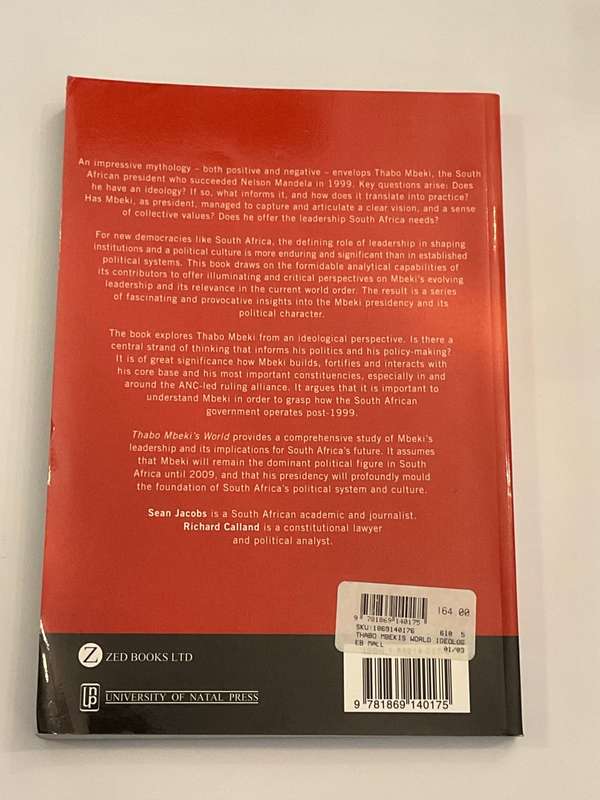 An impressive mythology – both positive and negative – envelops Thabo Mbeki, the South
African president who succeeded Nelson Mandela in 1999. Key questions arise: Does
he have an ideology? If so, what informs it, and how does it translate into practice?
Has Mbeki, as president, managed to capture and articulate a clear vision, and a sense
of collective values? Does he offer the leadership South Africa needs?
For new democracies like South Africa, the defining role of leadership in shaping
institutions and a political culture is more enduring and significant than in established
political systems. This book draws on the formidable analytical capabilities of
its contributors to offer illuminating and critical perspectives on Mbeki's evolving
leadership and its relevance in the current world order. The result is a series
of fascinating and provocative insights into the Mbeki presidency and its
political character.
The book explores Thabo Mbeki from an ideological perspective. Is there a
central strand of thinking that informs his politics and his policy-making?
It is of great significance how Mbeki builds, fortifies and interacts with
his core base and his most important constituencies, especially in and
around the ANC-led ruling alliance. It argues that it is important to
understand Mbeki in order to grasp how the South African
government operates post-1999.
Thabo Mbeki's World provides a comprehensive study of Mbeki's
leadership and its implications for South Africa's future. It assumes
that Mbeki will remain the dominant political figure in South
Africa until 2009, and that his presidency will profoundly mould
the foundation of South Africa's political system and culture.
Sean Jacobs is a South African academic and journalist.
Richard Calland is a constitutional lawyer
and political analyst.
164.00
9 781869 140175
SKU:1869140176 610 5
THABO MBEKIS WORLD IDEOLOG
EB MALL 01/03
Z ZED BOOKS LTD
UNIVERSITY OF NATAL PRESS
9 781869 140175